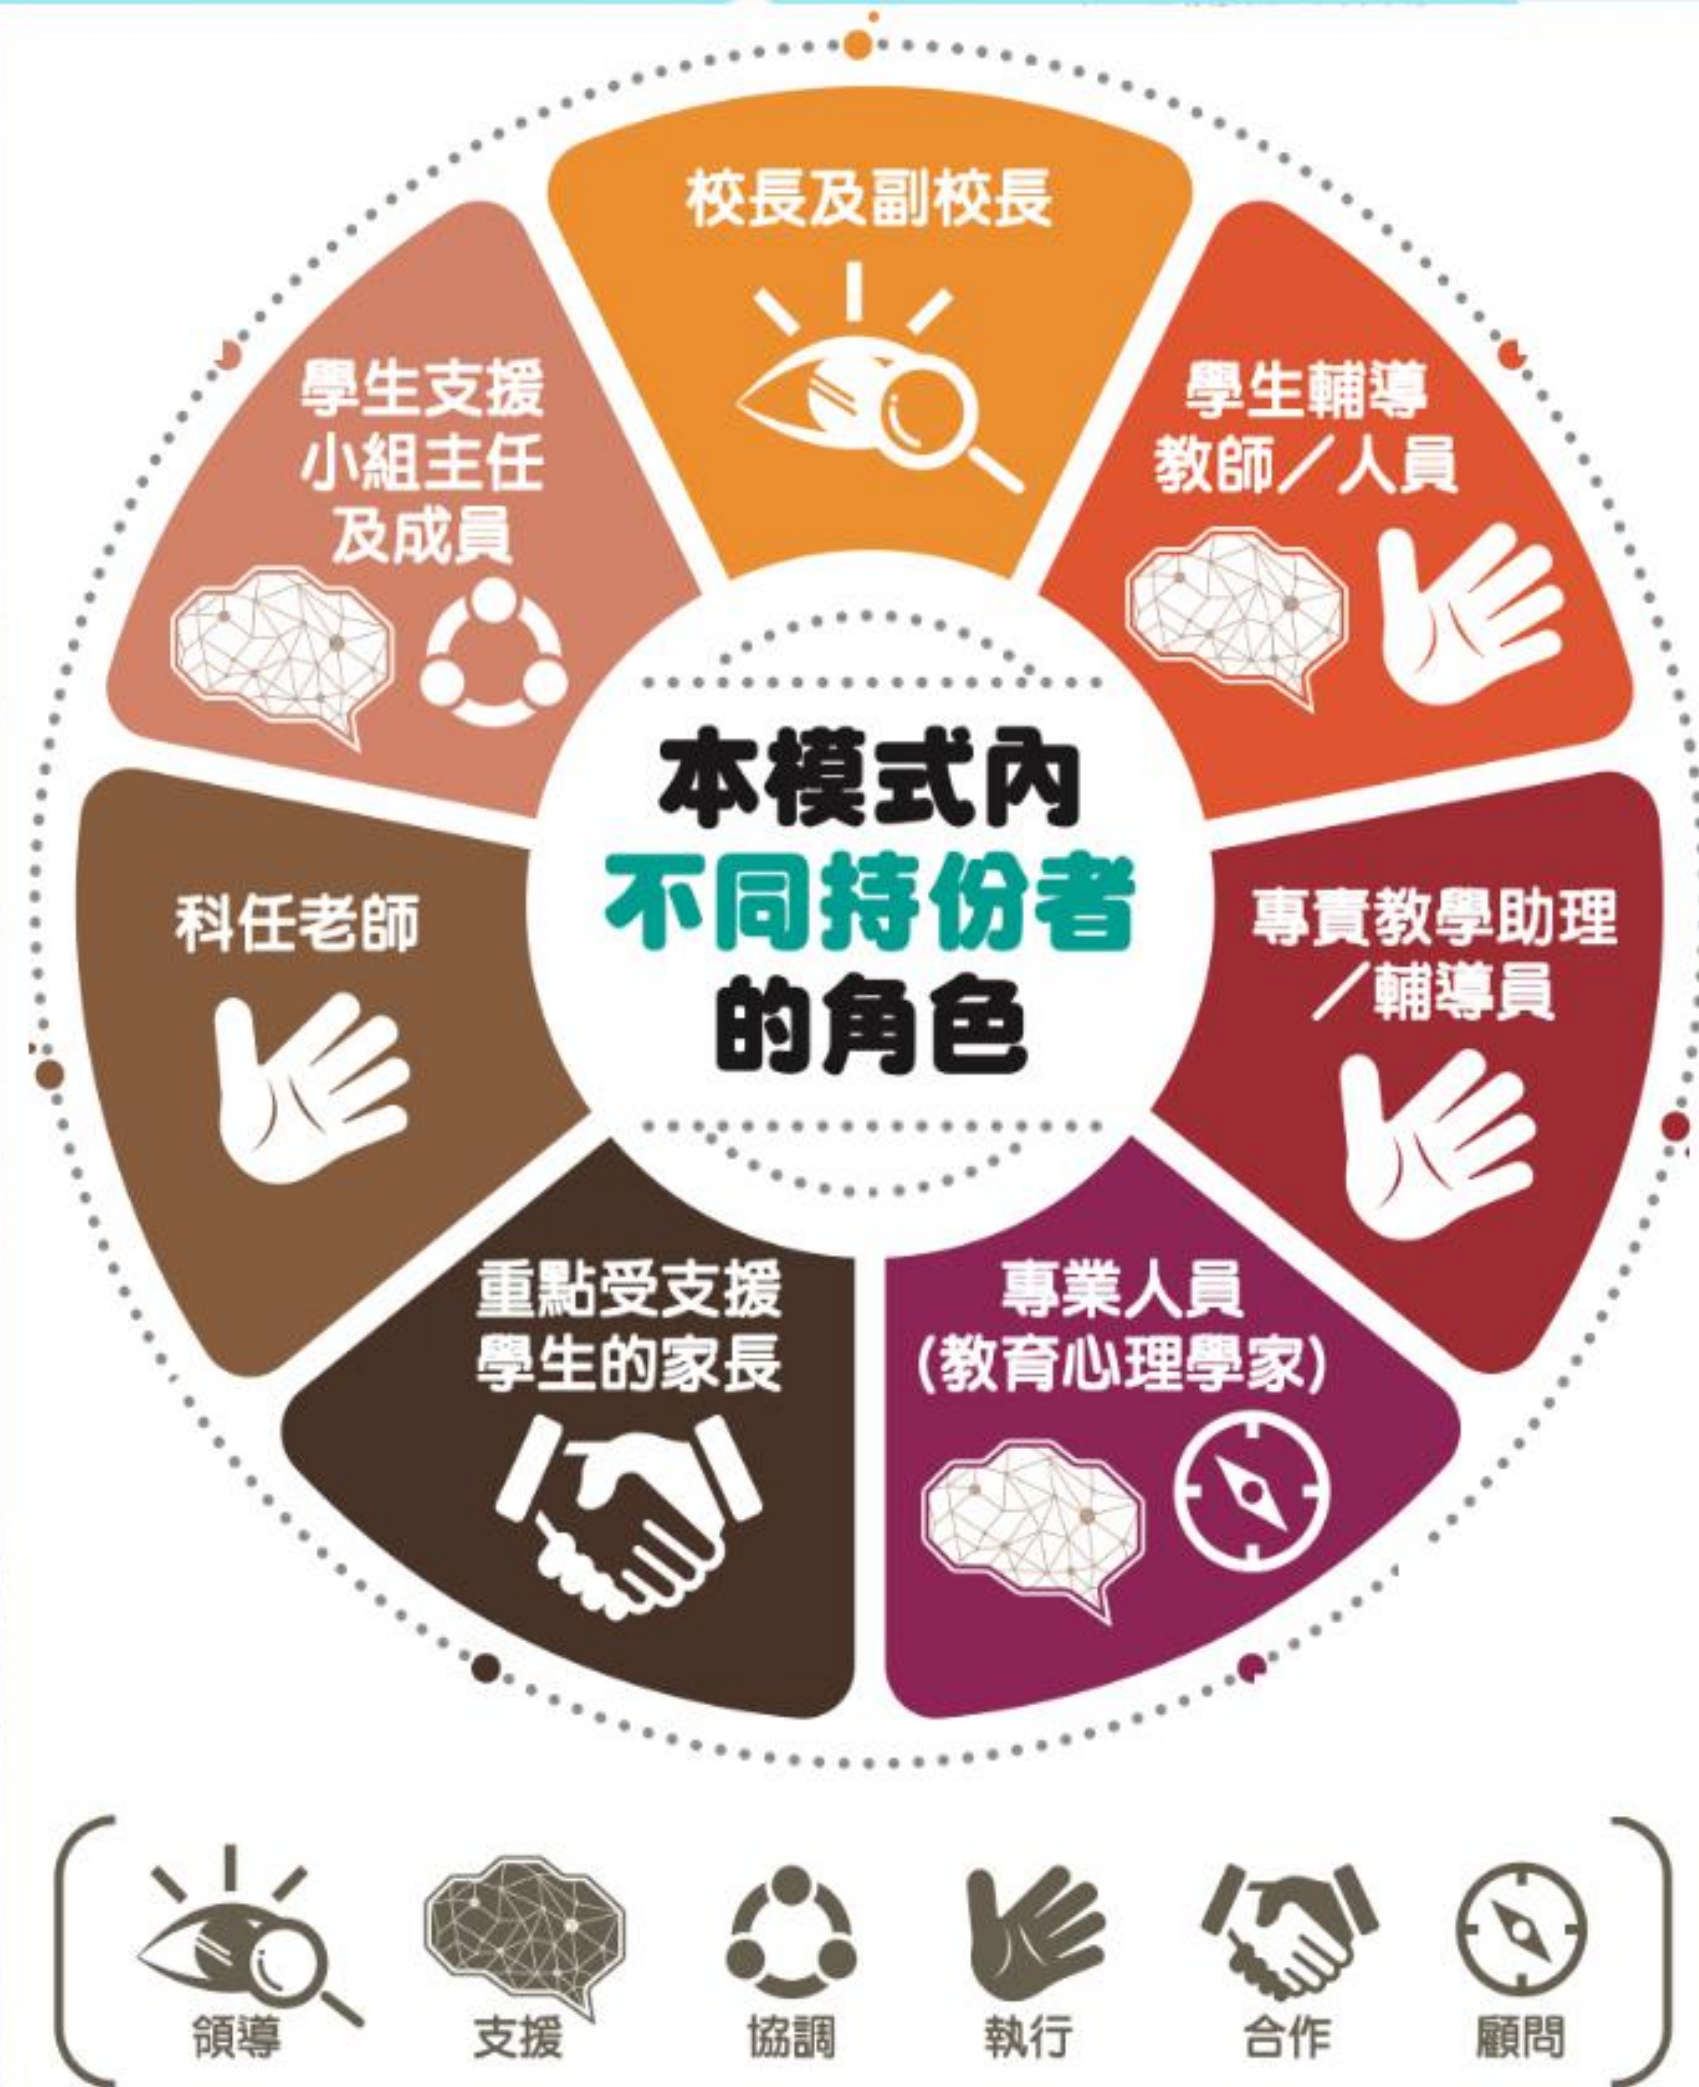 校長及副校長
學生輔導
教師／人員
專責教學助理
／輔導員
專業人員
(教育心理學家)
重點受支援
學生的家長
科任老師
學生支援
小組主任
及成員
本模式內
不同持份者
的角色
領導
支援
協調
執行
合作
顧問